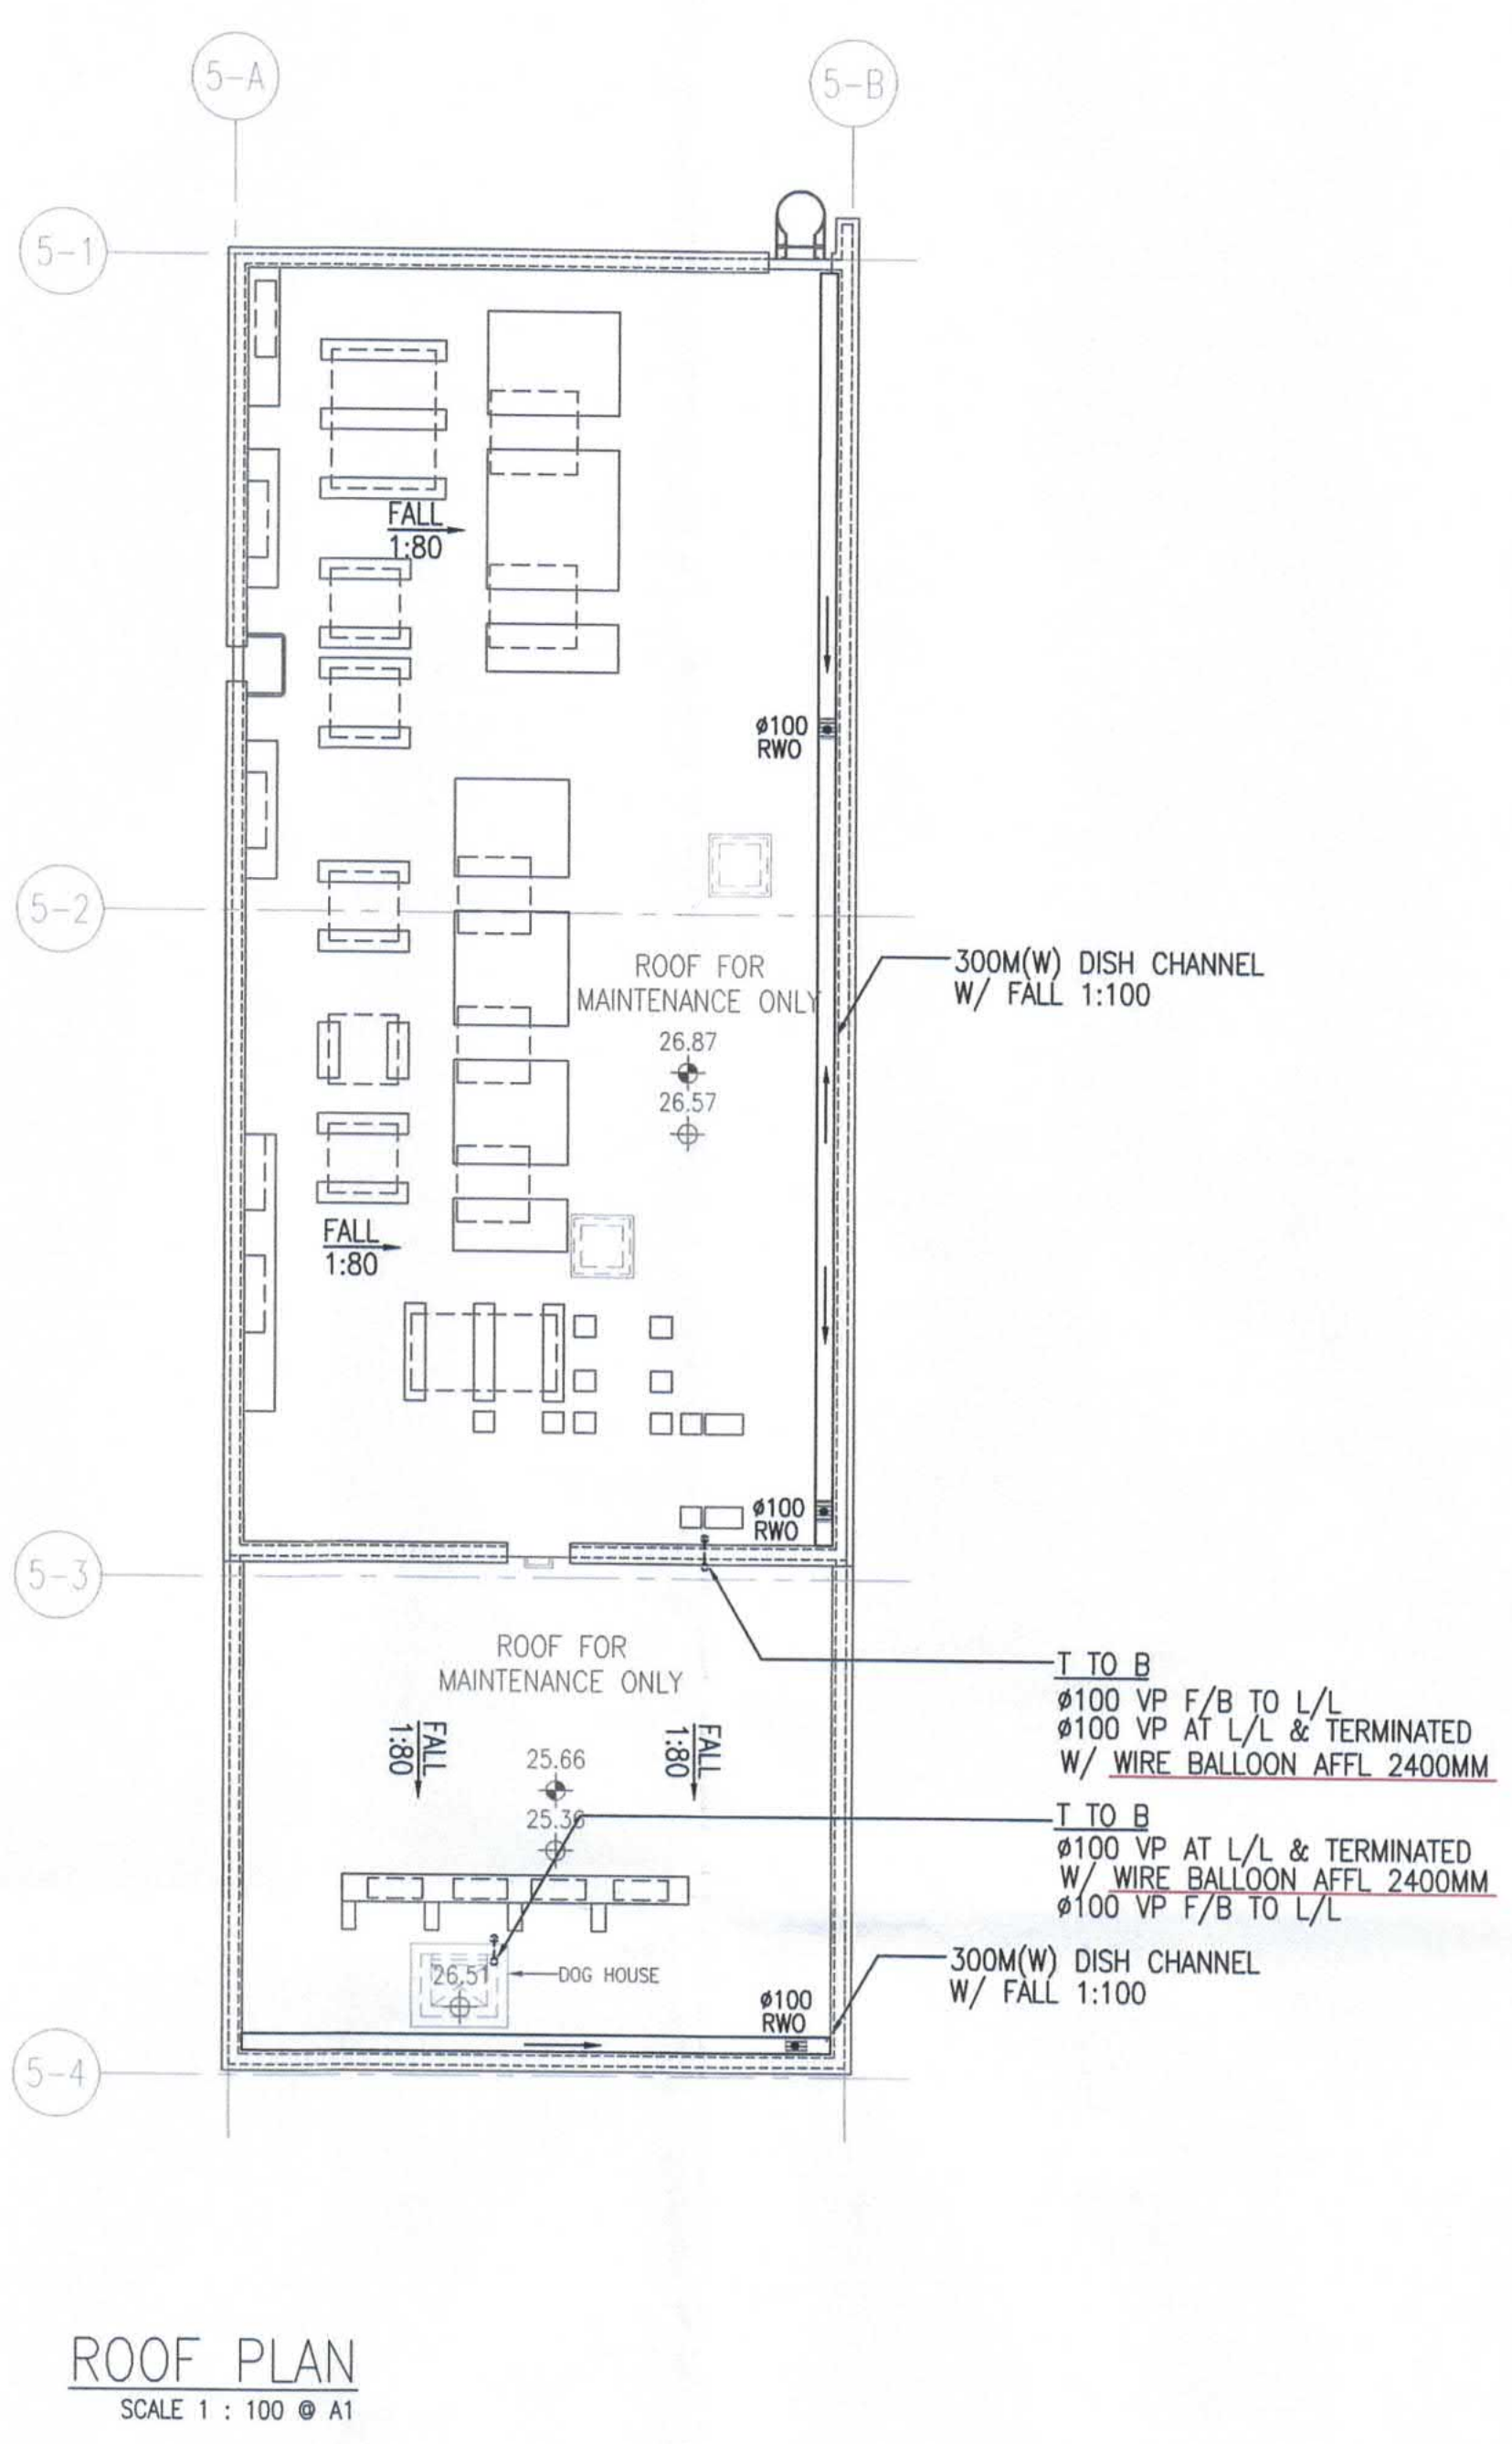 5-A
5-B
5-1
FALL
1:80
ø100
RWO
5-2
ROOF FOR
MAINTENANCE ONLY
300M(W) DISH CHANNEL
W/ FALL 1:100
26.87
26.57
FALL
1:80
ø100
RWO
5-3
ROOF FOR
MAINTENANCE ONLY
T TO B
ø100 VP F/B TO L/L
ø100 VP AT L/L & TERMINATED
W/ WIRE BALLOON AFFL 2400MM
FALL
1:80
FALL
1:80
25.66
25.36
T TO B
ø100 VP AT L/L & TERMINATED
W/ WIRE BALLOON AFFL 2400MM
ø100 VP F/B TO L/L
26.51
DOG HOUSE
300M(W) DISH CHANNEL
W/ FALL 1:100
ø100
RWO
5-4
ROOF PLAN
SCALE 1 : 100 @ A1